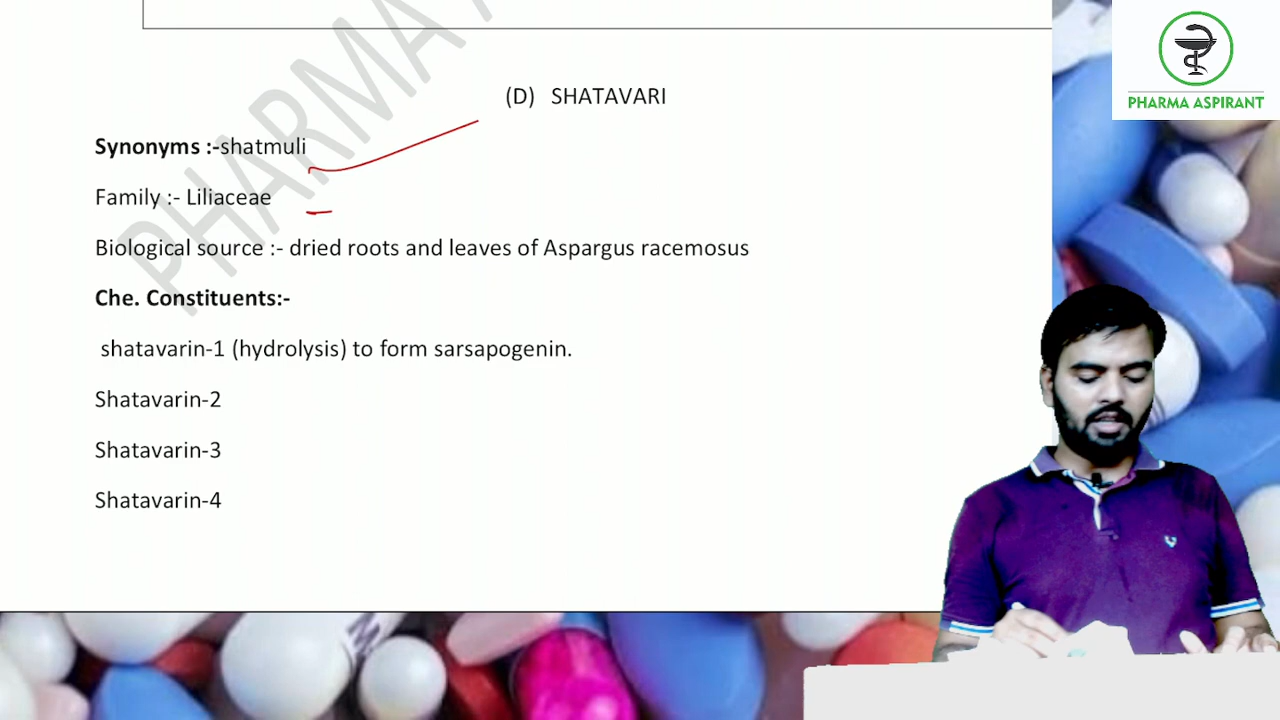 PHARMA
PHARMA ASPIRANT
(D) SHATAVARI
Synonyms :-shatmuli
Family :- Liliaceae
Biological source :- dried roots and leaves of Aspargus racemosus
Che. Constituents:-
shatavarin-1 (hydrolysis) to form sarsapogenin.
Shatavarin-2
Shatavarin-3
Shatavarin-4